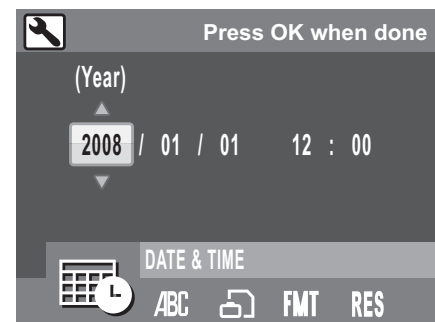 Press OK when done
(Year)
2008 / 01 / 01 12 : 00
DATE & TIME
ABC FMT RES